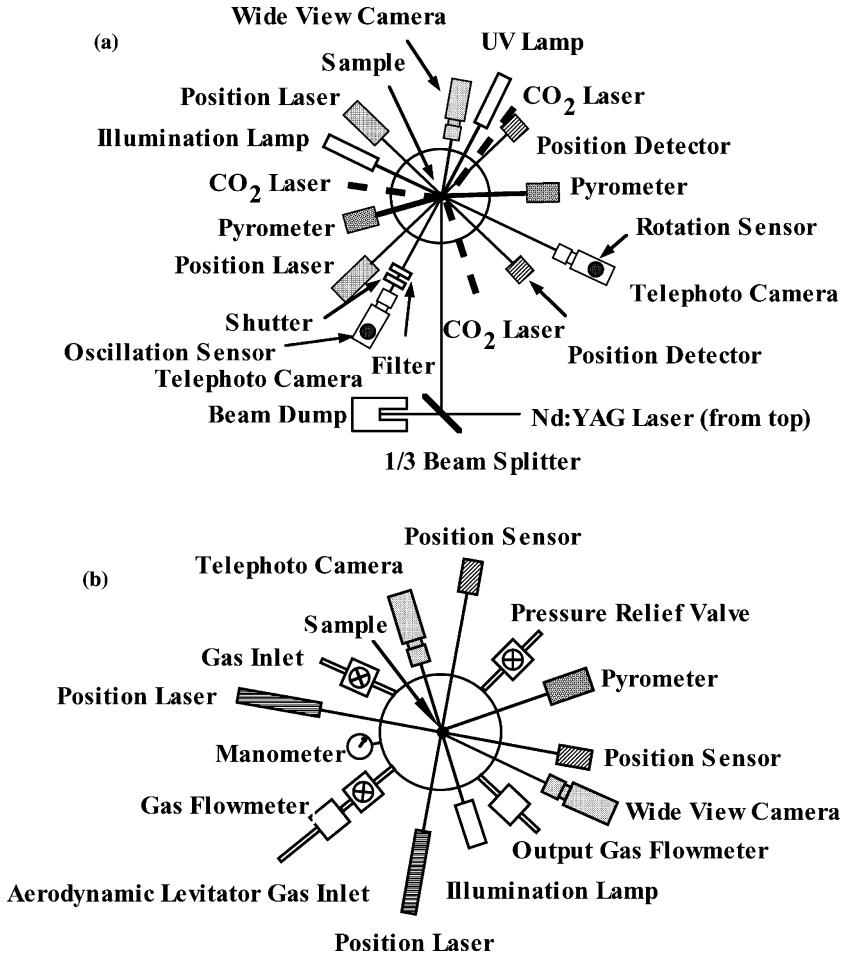 (a)
Wide View Camera
UV Lamp
Sample
Position Laser
CO2 Laser
Illumination Lamp
Position Detector
CO2 Laser
Pyrometer
Pyrometer
Rotation Sensor
Position Laser
Telephoto Camera
Shutter
CO2 Laser
Oscillation Sensor
Filter
Position Detector
Telephoto Camera
Beam Dump
Nd:YAG Laser (from top)
1/3 Beam Splitter
(b)
Position Sensor
Telephoto Camera
Pressure Relief Valve
Sample
Gas Inlet
Pyrometer
Position Laser
Manometer
Position Sensor
Gas Flowmeter
Wide View Camera
Output Gas Flowmeter
Aerodynamic Levitator Gas Inlet
Illumination Lamp
Position Laser